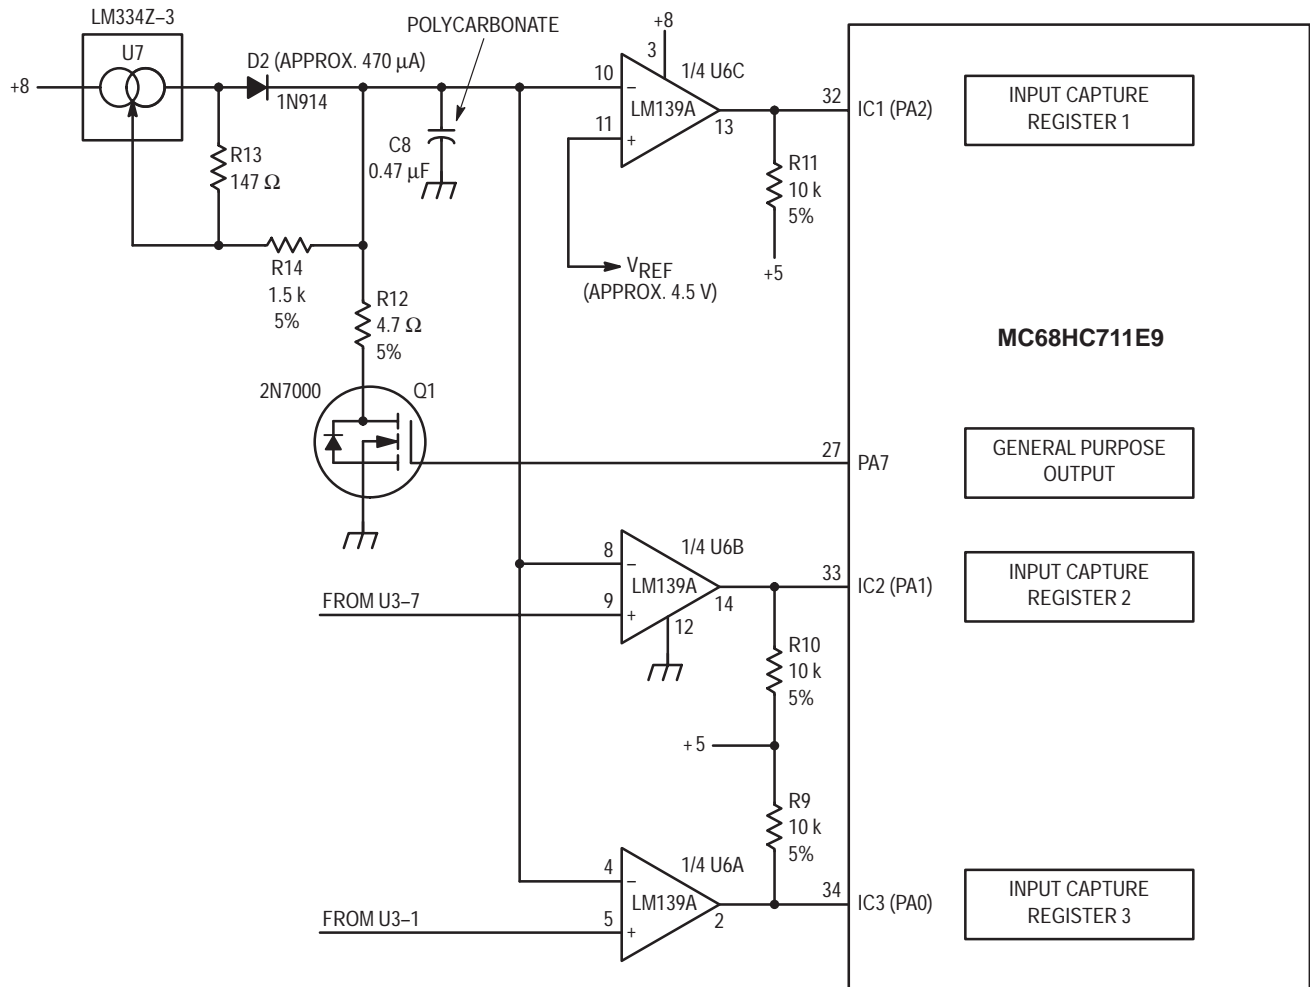 LM334Z–3
U7
+8
D2 (APPROX. 470 µA)
1N914
POLYCARBONATE
C8
0.47 µF
R13
147 Ω
R14
1.5 k
5%
R12
4.7 Ω
5%
2N7000
Q1
+8
3
1/4 U6C
10
–
LM139A
11
+
13
VREF
(APPROX. 4.5 V)
R11
10 k
5%
+5
32
IC1 (PA2)
INPUT CAPTURE
REGISTER 1
MC68HC711E9
27
PA7
GENERAL PURPOSE
OUTPUT
1/4 U6B
8
–
LM139A
FROM U3–7
9
+
14
12
33
IC2 (PA1)
INPUT CAPTURE
REGISTER 2
R10
10 k
5%
+5
R9
10 k
5%
1/4 U6A
4
–
LM139A
FROM U3–1
5
+
2
34
IC3 (PA0)
INPUT CAPTURE
REGISTER 3